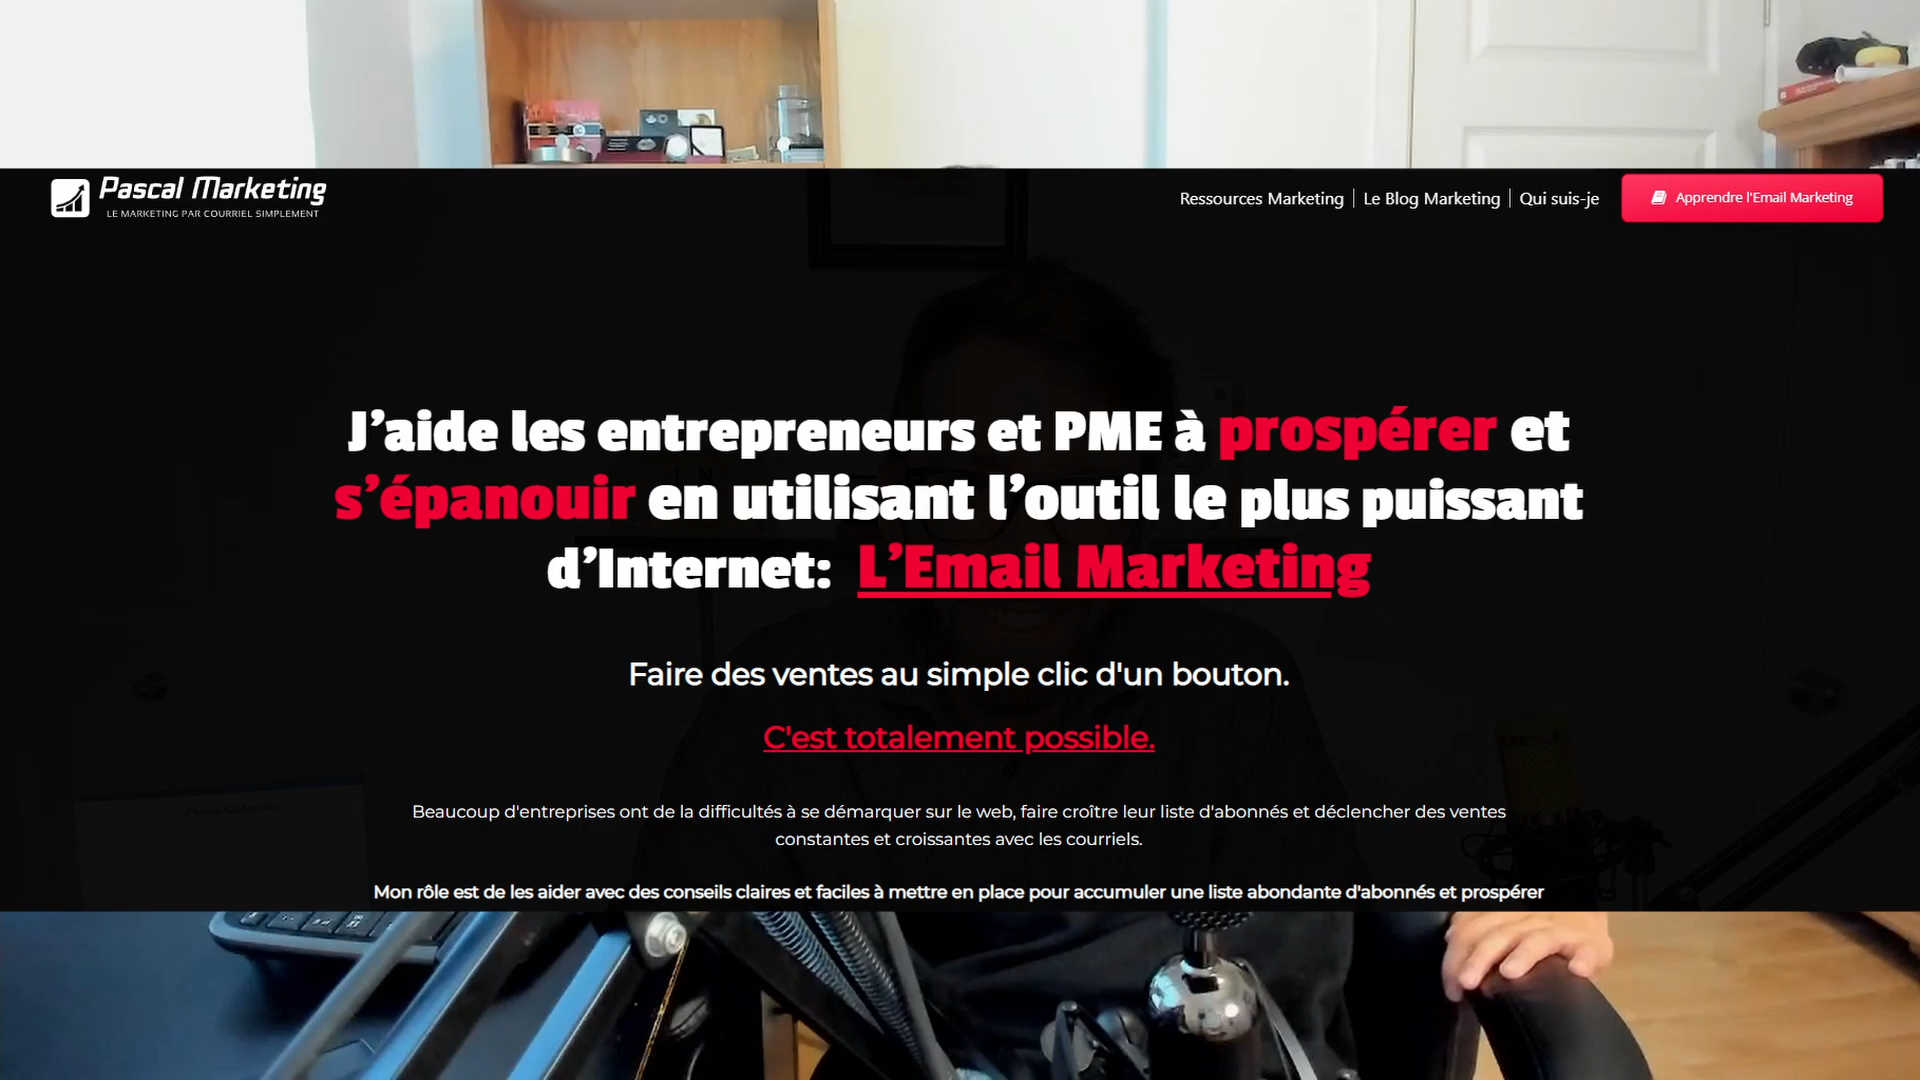 Pascal Marketing
LE MARKETING PAR COURRIEL SIMPLEMENT
Ressources Marketing
Le Blog Marketing
Qui suis-je
Apprendre l'Email Marketing
J’aide les entrepreneurs et PME à prospérer et
s’épanouir en utilisant l’outil le plus puissant
d’Internet: L’Email Marketing
Faire des ventes au simple clic d'un bouton.
C'est totalement possible.
Beaucoup d'entreprises ont de la difficultés à se démarquer sur le web, faire croître leur liste d'abonnés et déclencher des ventes
constantes et croissantes avec les courriels.
Mon rôle est de les aider avec des conseils claires et faciles à mettre en place pour accumuler une liste abondante d'abonnés et prospérer